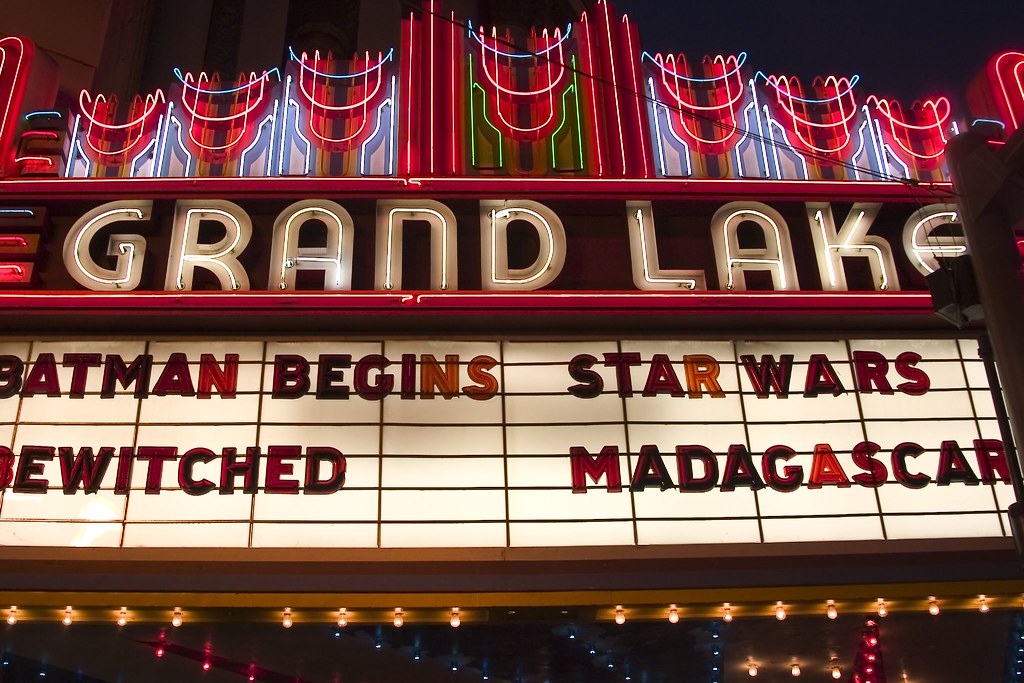 GRAND LAKE
BATMAN BEGINS STAR WARS
BEWITCHED MADAGASCAR